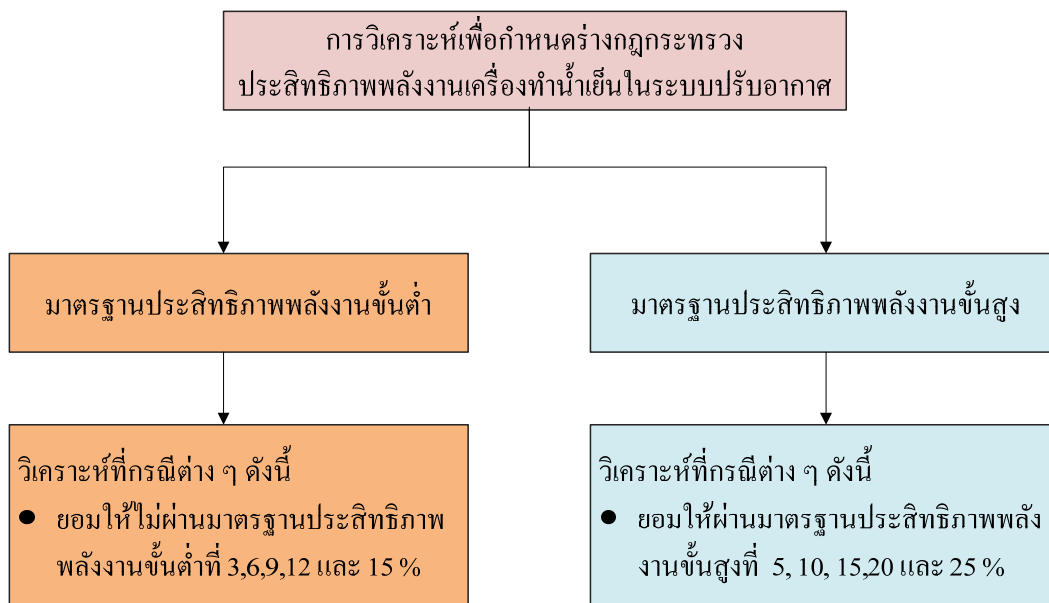 การวิเคราะห์เพื่อกำหนดร่างกฎกระทรวง
ประสิทธิภาพพลังงานเครื่องทำน้ำเย็นในระบบปรับอากาศ
มาตรฐานประสิทธิภาพพลังงานขั้นต่ำ
มาตรฐานประสิทธิภาพพลังงานขั้นสูง
วิเคราะห์ที่กรณีต่าง ๆ ดังนี้
● ยอมให้ไม่ผ่านมาตรฐานประสิทธิภาพ
พลังงานขั้นต่ำที่ 3,6,9,12 และ 15 %
วิเคราะห์ที่กรณีต่าง ๆ ดังนี้
● ยอมให้ผ่านมาตรฐานประสิทธิภาพพลัง
งานขั้นสูงที่ 5, 10, 15,20 และ 25 %